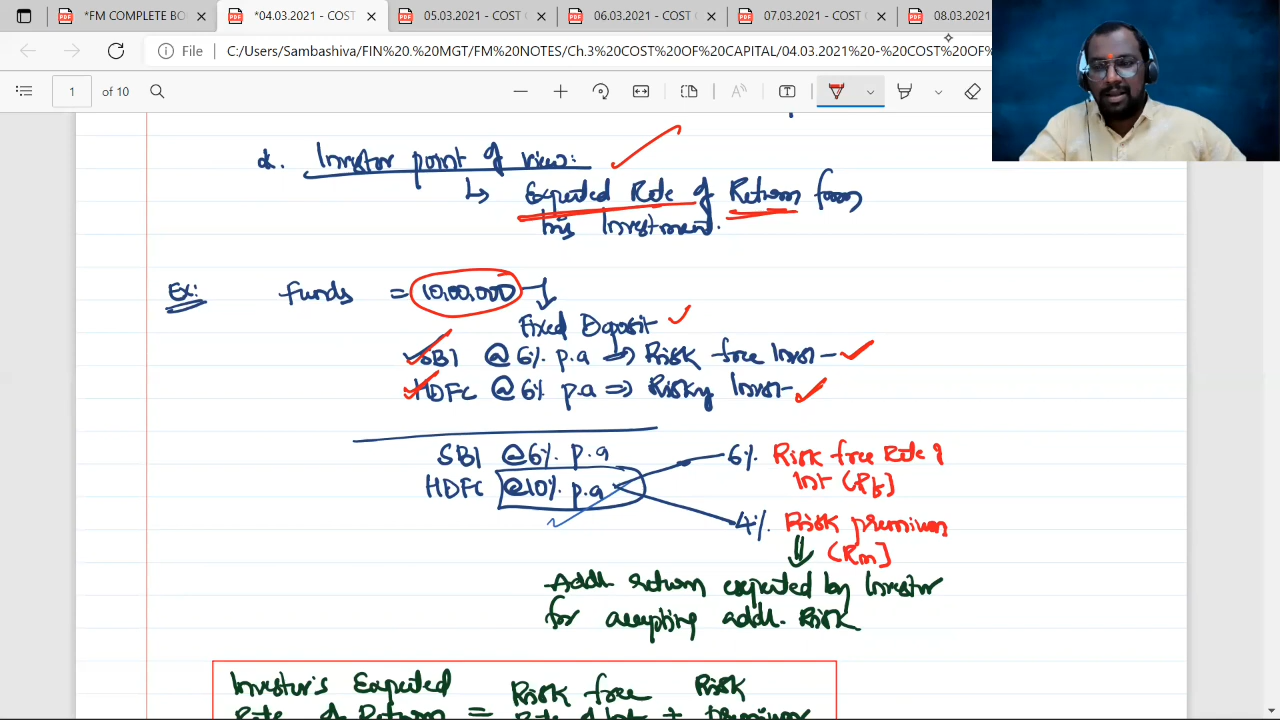 *FM COMPLETE BO
*04.03.2021 - COST C
05.03.2021 - COST C
06.03.2021 - COST C
07.03.2021 - COST C
08.03.2021
File
C:/Users/Sambashiva/FIN%20.%20MGT/FM%20NOTES/Ch.3%20COST%20OF%20CAPITAL/04.03.2021%20-%20COST%20OF%
1 of 10
d. Investor point of view:
Expected Rate of Return from
his Investment.
Ex: Funds = 10,00,000
Fixed Deposit
SBI @ 6% p.a ⇒ Risk free Invst-
HDFC @ 6% p.a ⇒ Risky Invst-
SBI @ 6% p.a
HDFC @10% p.a
6% Risk free Rate of
Int (Rf]
4% Risk premium
(Rm]
Addl. return expected by Investor
for accepting addl. Risk
Investor's Expected Risk free Risk
Rate of Return = Rate of Int + Premium